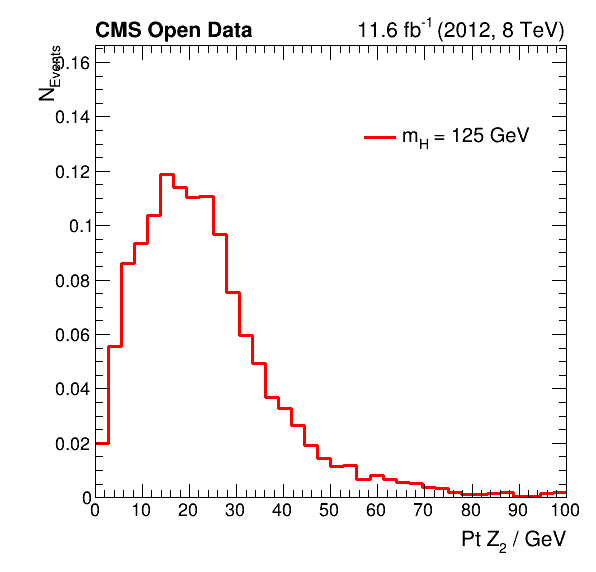 CMS Open Data 11.6 fb⁻¹ (2012, 8 TeV)
N_Events
0.16
0.14
0.12
0.1
0.08
0.06
0.04
0.02
0
m_H = 125 GeV
0 10 20 30 40 50 60 70 80 90 100
Pt Z₂ / GeV